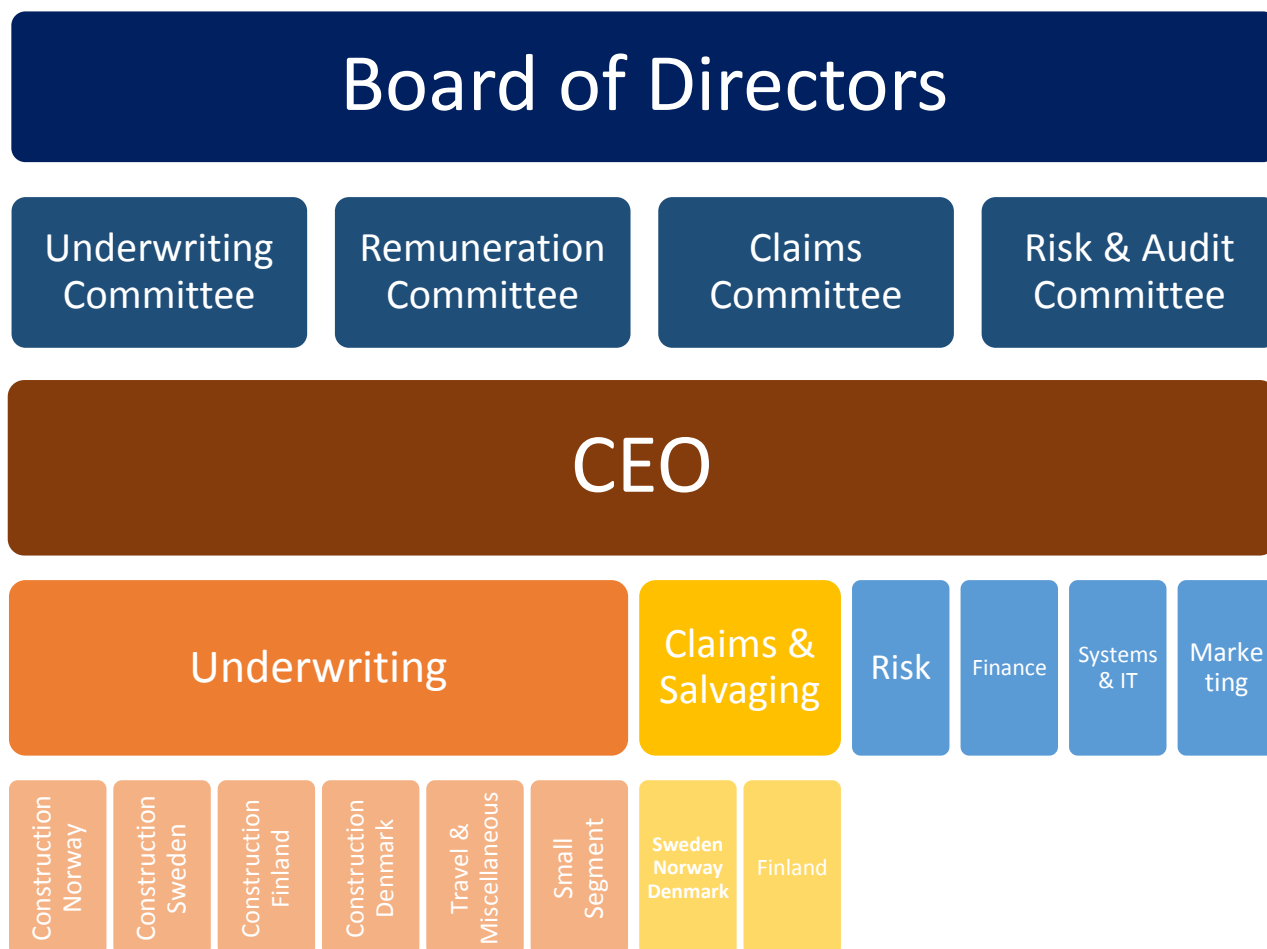 Board of Directors
Underwriting
Committee
Remuneration
Committee
Claims
Committee
Risk & Audit
Committee
CEO
Underwriting
Claims &
Salvaging
Risk
Finance
Systems
& IT
Marke
ting
Construction
Norway
Construction
Sweden
Construction
Finland
Construction
Denmark
Travel &
Miscellaneous
Small
Segment
Sweden
Norway
Denmark
Finland